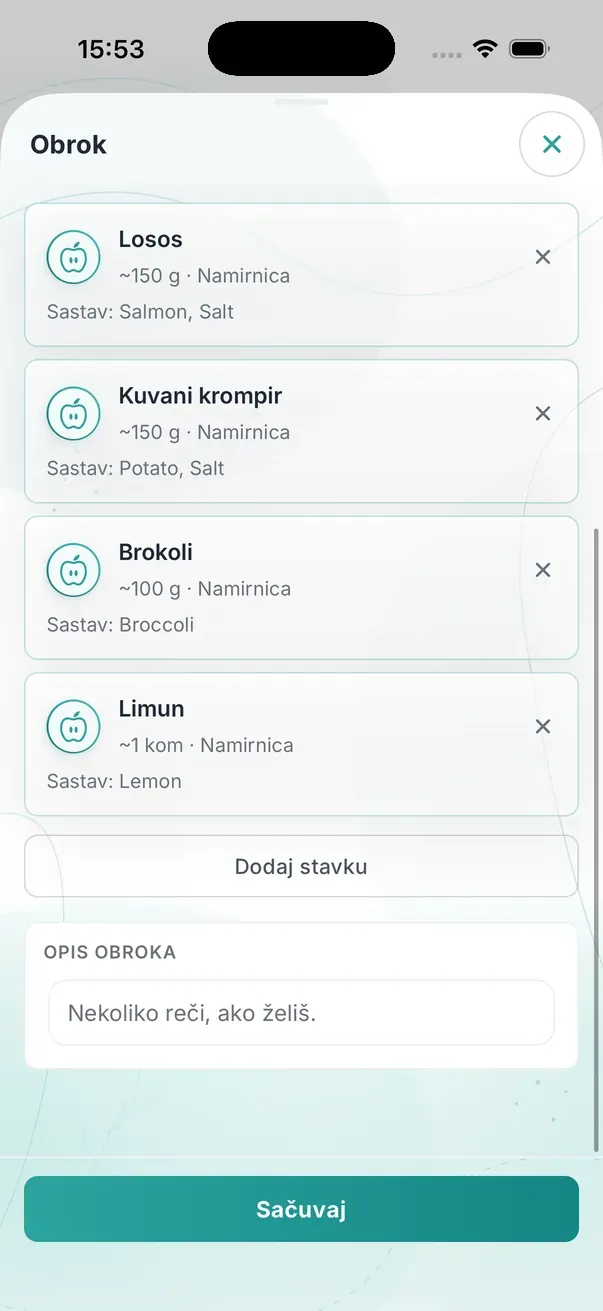 15:53
Obrok
Losos
~150 g · Namirnica
Sastav: Salmon, Salt
Kuvani krompir
~150 g · Namirnica
Sastav: Potato, Salt
Brokoli
~100 g · Namirnica
Sastav: Broccoli
Limun
~1 kom · Namirnica
Sastav: Lemon
Dodaj stavku
OPIS OBROKA
Nekoliko reči, ako želiš.
Sačuvaj